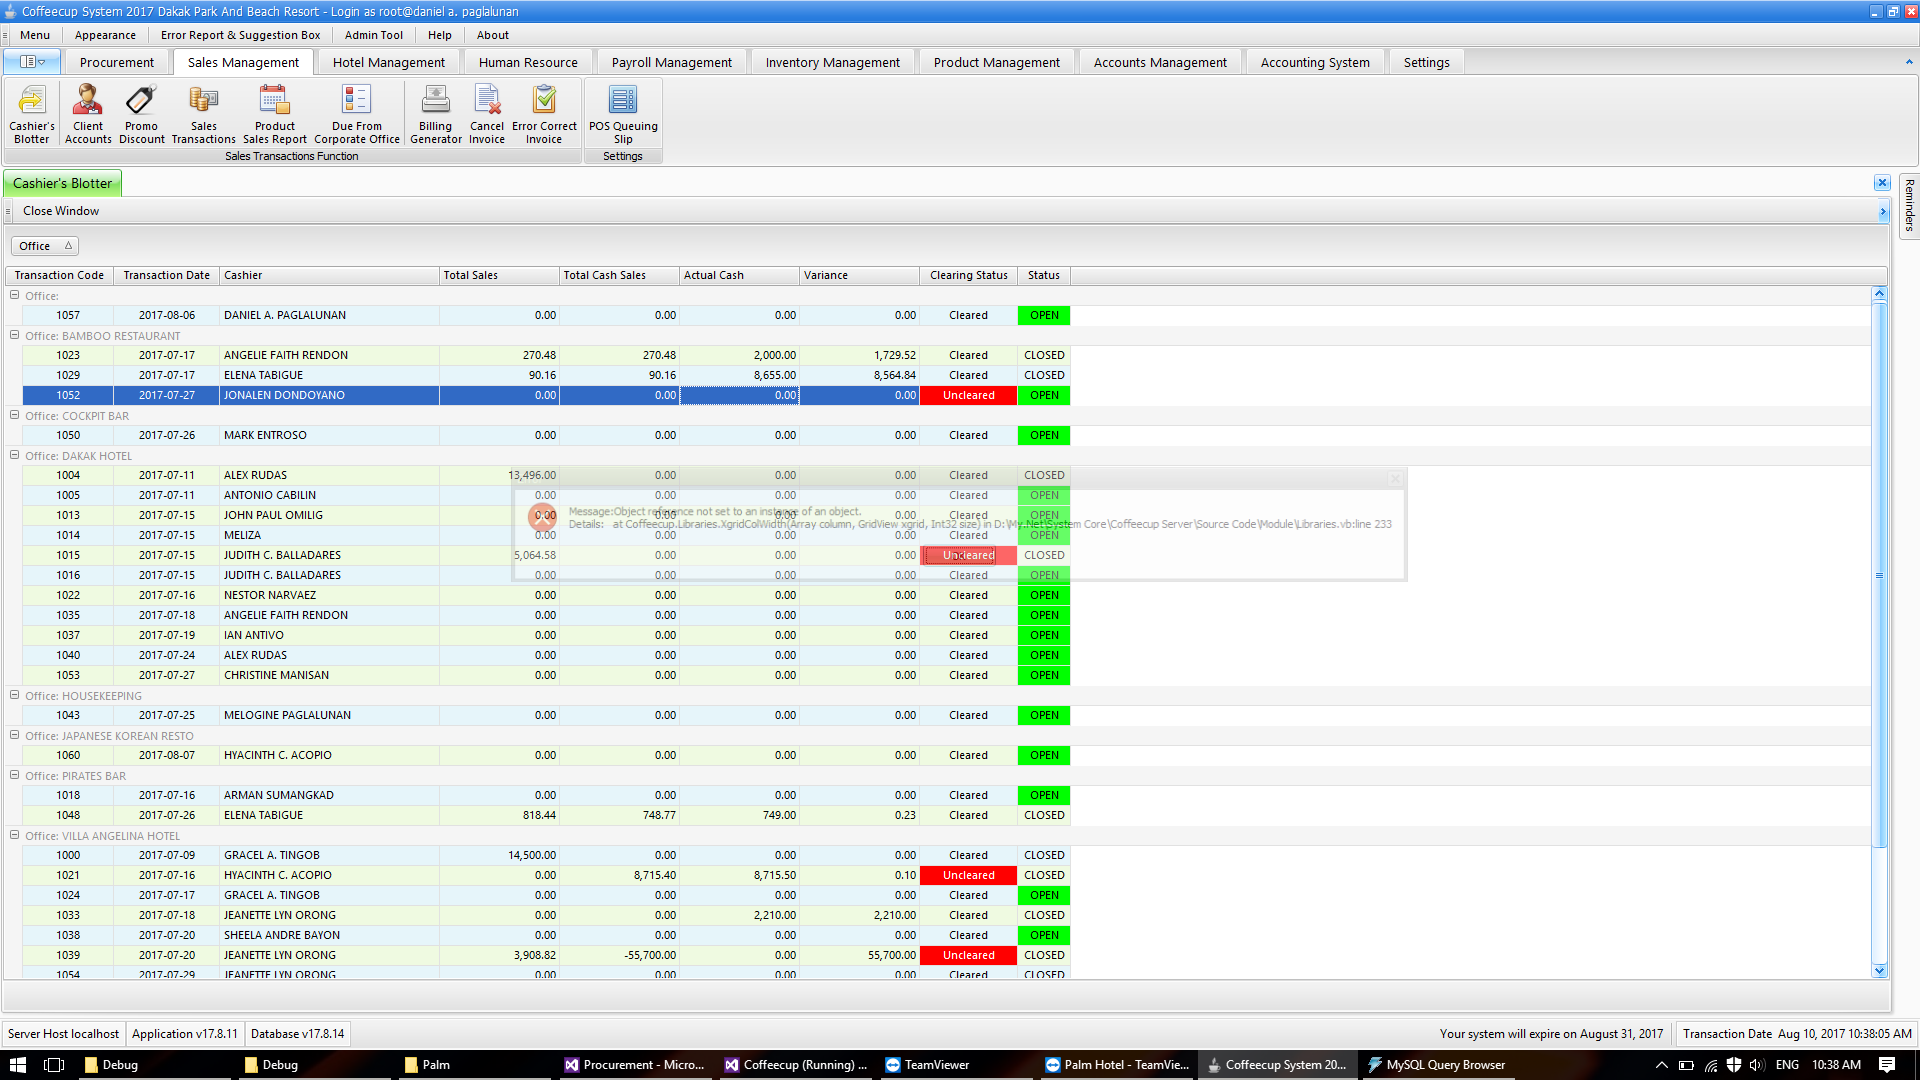 Coffeecup System 2017 Dakak Park And Beach Resort - Login as root@daniel a. paglalunan
Menu Appearance Error Report & Suggestion Box Admin Tool Help About
Procurement Sales Management Hotel Management Human Resource Payroll Management Inventory Management Product Management Accounts Management Accounting System Settings
Cashier's Blotter Client Accounts Promo Discount Sales Transactions Product Sales Report Due From Corporate Office Billing Generator Cancel Invoice Error Correct Invoice POS Queuing Slip
Sales Transactions Function Settings
Cashier's Blotter
Reminders
Close Window
Office
Transaction Code Transaction Date Cashier Total Sales Total Cash Sales Actual Cash Variance Clearing Status Status
Office:
1057 2017-08-06 DANIEL A. PAGLALUNAN 0.00 0.00 0.00 0.00 Cleared OPEN
Office: BAMBOO RESTAURANT
1023 2017-07-17 ANGELIE FAITH RENDON 270.48 270.48 2,000.00 1,729.52 Cleared CLOSED
1029 2017-07-17 ELENA TABIGUE 90.16 90.16 8,655.00 8,564.84 Cleared CLOSED
1052 2017-07-27 JONALEN DONDOYANO 0.00 0.00 0.00 0.00 Uncleared OPEN
Office: COCKPIT BAR
1050 2017-07-26 MARK ENTROSO 0.00 0.00 0.00 0.00 Cleared OPEN
Office: DAKAK HOTEL
1004 2017-07-11 ALEX RUDAS 13,496.00 0.00 0.00 0.00 Cleared CLOSED
1005 2017-07-11 ANTONIO CABILIN 0.00 0.00 0.00 0.00 Cleared OPEN
1013 2017-07-15 JOHN PAUL OMILIG 0.00 0.00 0.00 0.00 Cleared OPEN
Message:Object reference not set to an instance of an object.
Details: at Coffeecup.Libraries.XgridColWidth(Array column, GridView xgrid, Int32 size) in D:\My.Net\System Core\Coffeecup Server\Source Code\Module\Libraries.vb:line 233
1014 2017-07-15 MELIZA 0.00 0.00 0.00 0.00 Cleared OPEN
1015 2017-07-15 JUDITH C. BALLADARES 5,064.58 0.00 0.00 0.00 Uncleared CLOSED
1016 2017-07-15 JUDITH C. BALLADARES 0.00 0.00 0.00 0.00 Cleared OPEN
1022 2017-07-16 NESTOR NARVAEZ 0.00 0.00 0.00 0.00 Cleared OPEN
1035 2017-07-18 ANGELIE FAITH RENDON 0.00 0.00 0.00 0.00 Cleared OPEN
1037 2017-07-19 IAN ANTIVO 0.00 0.00 0.00 0.00 Cleared OPEN
1040 2017-07-24 ALEX RUDAS 0.00 0.00 0.00 0.00 Cleared OPEN
1053 2017-07-27 CHRISTINE MANISAN 0.00 0.00 0.00 0.00 Cleared OPEN
Office: HOUSEKEEPING
1043 2017-07-25 MELOGINE PAGLALUNAN 0.00 0.00 0.00 0.00 Cleared OPEN
Office: JAPANESE KOREAN RESTO
1060 2017-08-07 HYACINTH C. ACOPIO 0.00 0.00 0.00 0.00 Cleared OPEN
Office: PIRATES BAR
1018 2017-07-16 ARMAN SUMANGKAD 0.00 0.00 0.00 0.00 Cleared OPEN
1048 2017-07-26 ELENA TABIGUE 818.44 748.77 749.00 0.23 Cleared CLOSED
Office: VILLA ANGELINA HOTEL
1000 2017-07-09 GRACEL A. TINGOB 14,500.00 0.00 0.00 0.00 Cleared CLOSED
1021 2017-07-16 HYACINTH C. ACOPIO 0.00 8,715.40 8,715.50 0.10 Uncleared CLOSED
1024 2017-07-17 GRACEL A. TINGOB 0.00 0.00 0.00 0.00 Cleared OPEN
1033 2017-07-18 JEANETTE LYN ORONG 0.00 0.00 2,210.00 2,210.00 Cleared CLOSED
1038 2017-07-20 SHEELA ANDRE BAYON 0.00 0.00 0.00 0.00 Cleared OPEN
1039 2017-07-20 JEANETTE LYN ORONG 3,908.82 -55,700.00 0.00 55,700.00 Uncleared CLOSED
1054 2017-07-29 JEANETTE LYN ORONG 0.00 0.00 0.00 0.00 Cleared CLOSED
Server Host localhost Application v17.8.11 Database v17.8.14 Your system will expire on August 31, 2017 Transaction Date Aug 10, 2017 10:38:05 AM
Debug Debug Palm Procurement - Micro... Coffeecup (Running) ... TeamViewer Palm Hotel - TeamVie... Coffeecup System 20... MySQL Query Browser ENG 10:38 AM